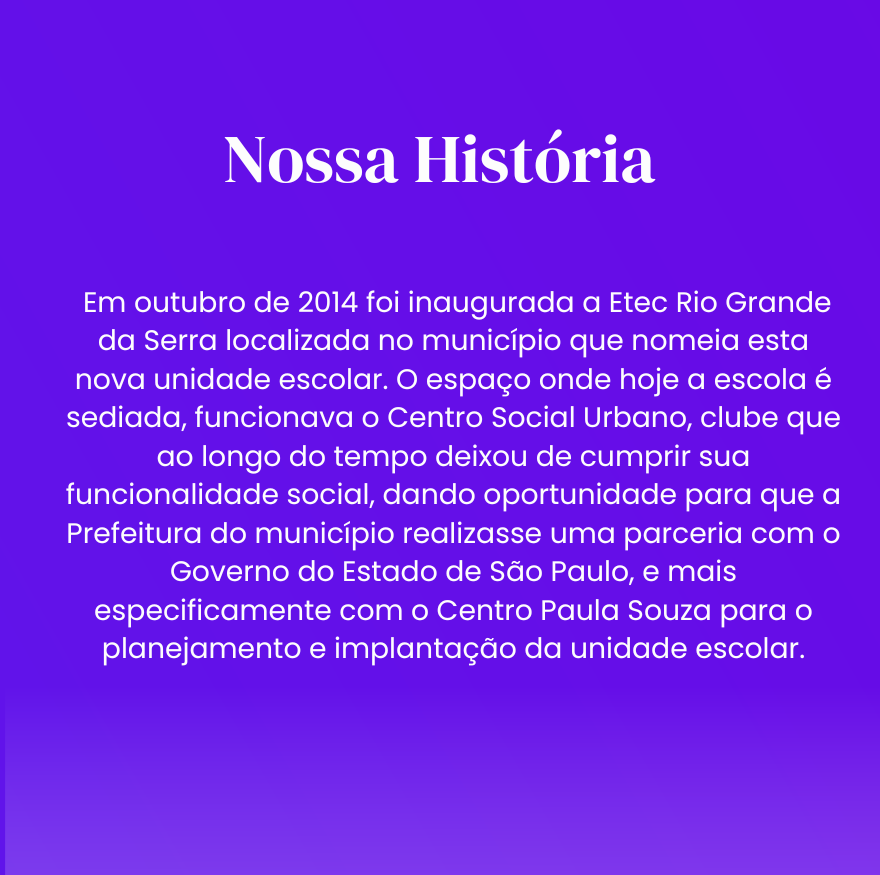 Nossa História
Em outubro de 2014 foi inaugurada a Etec Rio Grande
da Serra localizada no município que nomeia esta
nova unidade escolar. O espaço onde hoje a escola é
sediada, funcionava o Centro Social Urbano, clube que
ao longo do tempo deixou de cumprir sua
funcionalidade social, dando oportunidade para que a
Prefeitura do município realizasse uma parceria com o
Governo do Estado de São Paulo, e mais
especificamente com o Centro Paula Souza para o
planejamento e implantação da unidade escolar.